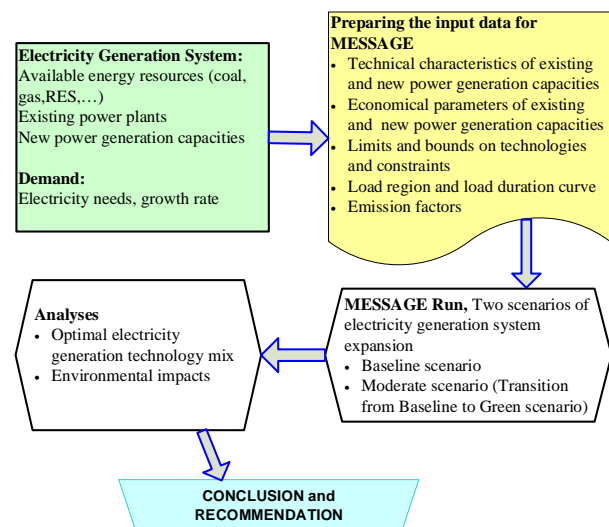 Electricity Generation System:
Available energy resources (coal,
gas,RES,…)
Existing power plants
New power generation capacities
Demand:
Electricity needs, growth rate
Preparing the input data for
MESSAGE
• Technical characteristics of existing
and new power generation capacities
• Economical parameters of existing
and new power generation capacities
• Limits and bounds on technologies
and constraints
• Load region and load duration curve
• Emission factors
MESSAGE Run, Two scenarios of
electricity generation system
expansion
• Baseline scenario
• Moderate scenario (Transition
from Baseline to Green scenario)
Analyses
• Optimal electricity
generation technology mix
• Environmental impacts
CONCLUSION and
RECOMMENDATION